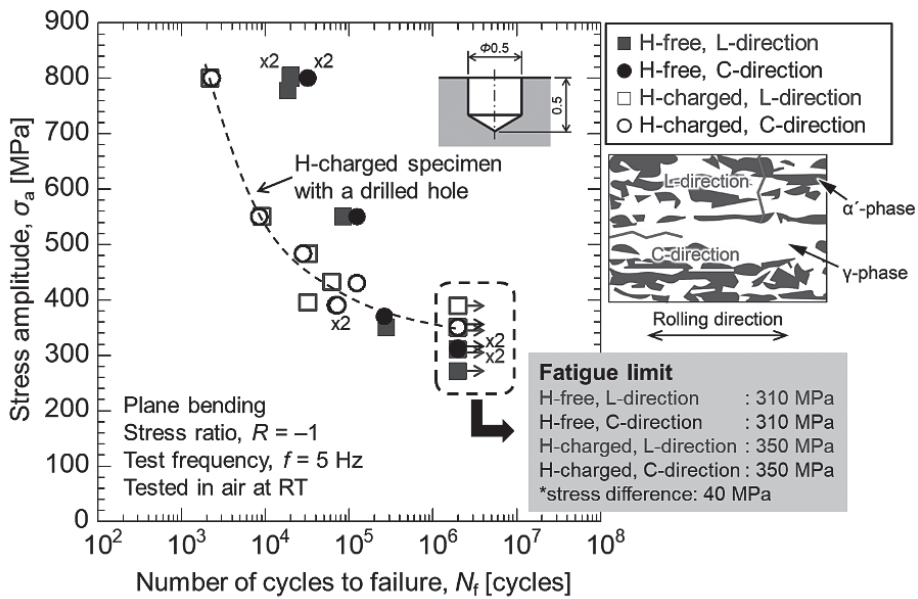 Stress amplitude, σa [MPa]
900
800
700
600
500
400
300
200
100
0
10^2
10^3
10^4
10^5
10^6
10^7
10^8
Number of cycles to failure, Nf [cycles]
x2
x2
H-charged specimen
with a drilled hole
x2
x2
x2
Φ0.5
0.5
Plane bending
Stress ratio, R = –1
Test frequency, f = 5 Hz
Tested in air at RT
H-free, L-direction
H-free, C-direction
H-charged, L-direction
H-charged, C-direction
L-direction
C-direction
α´-phase
γ-phase
Rolling direction
Fatigue limit
H-free, L-direction : 310 MPa
H-free, C-direction : 310 MPa
H-charged, L-direction : 350 MPa
H-charged, C-direction : 350 MPa
*stress difference: 40 MPa